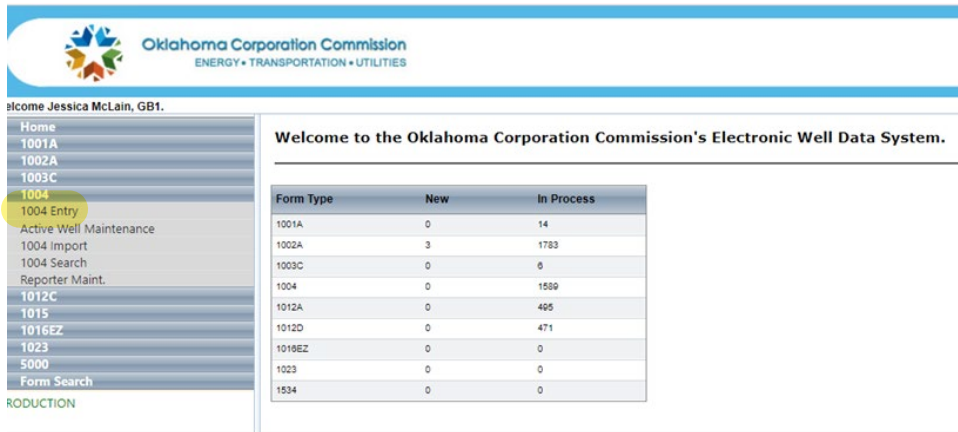 Oklahoma Corporation Commission
ENERGY • TRANSPORTATION • UTILITIES
elcome Jessica McLain, GB1.
Home
1001A
1002A
1003C
1004
1004 Entry
Active Well Maintenance
1004 Import
1004 Search
Reporter Maint.
1012C
1015
1016EZ
1023
5000
Form Search
RODUCTION
Welcome to the Oklahoma Corporation Commission's Electronic Well Data System.
Form Type New In Process
1001A 0 14
1002A 3 1783
1003C 0 6
1004 0 1589
1012A 0 495
1012D 0 471
1016EZ 0 0
1023 0 0
1534 0 0